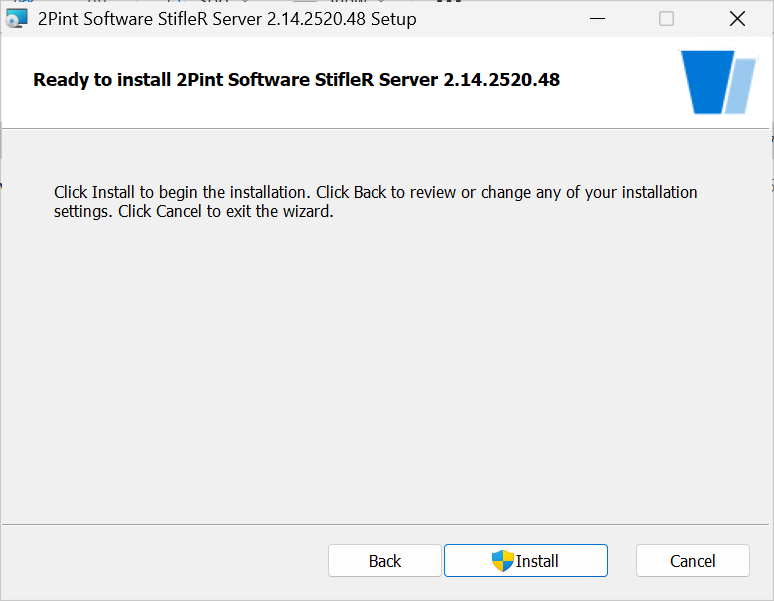 2Pint Software StifleR Server 2.14.2520.48 Setup
Ready to install 2Pint Software StifleR Server 2.14.2520.48
Click Install to begin the installation. Click Back to review or change any of your installation
settings. Click Cancel to exit the wizard.
Back
Install
Cancel